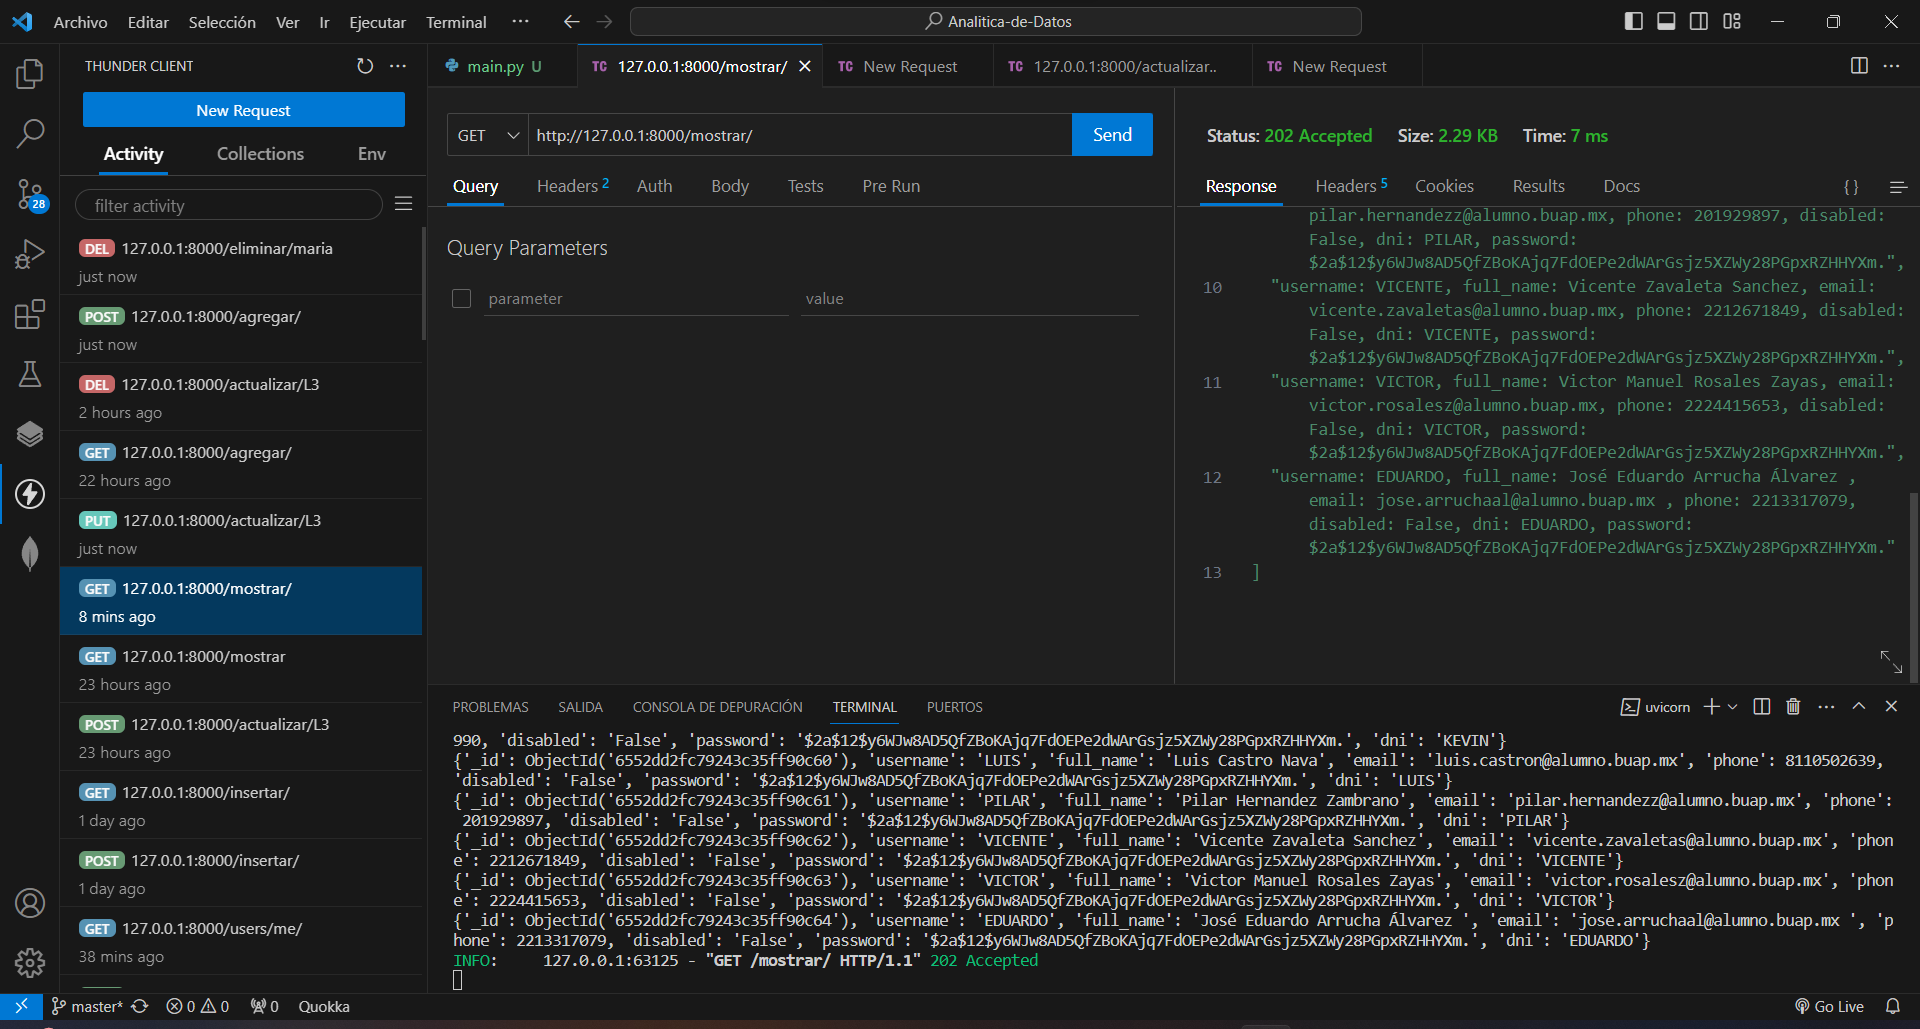 Archivo Editar Selección Ver Ir Ejecutar Terminal ··· Analitica-de-Datos
THUNDER CLIENT ···
New Request
Activity Collections Env
filter activity
DEL 127.0.0.1:8000/eliminar/maria
just now
POST 127.0.0.1:8000/agregar/
just now
DEL 127.0.0.1:8000/actualizar/L3
2 hours ago
GET 127.0.0.1:8000/agregar/
22 hours ago
PUT 127.0.0.1:8000/actualizar/L3
just now
GET 127.0.0.1:8000/mostrar/
8 mins ago
GET 127.0.0.1:8000/mostrar
23 hours ago
POST 127.0.0.1:8000/actualizar/L3
23 hours ago
GET 127.0.0.1:8000/insertar/
1 day ago
POST 127.0.0.1:8000/insertar/
1 day ago
GET 127.0.0.1:8000/users/me/
38 mins ago
28
main.py U TC 127.0.0.1:8000/mostrar/ TC New Request TC 127.0.0.1:8000/actualizar.. TC New Request ···
GET http://127.0.0.1:8000/mostrar/ Send
Query Headers 2 Auth Body Tests Pre Run
Query Parameters
parameter value
Status: 202 Accepted Size: 2.29 KB Time: 7 ms
Response Headers 5 Cookies Results Docs {}
pilar.hernandezz@alumno.buap.mx, phone: 201929897, disabled:
False, dni: PILAR, password:
$2a$12$y6WJw8AD5QfZBoKAjq7FdOEPe2dWArGsjz5XZWy28PGpxRZHHYXm.",
10 "username: VICENTE, full_name: Vicente Zavaleta Sanchez, email:
vicente.zavaletas@alumno.buap.mx, phone: 2212671849, disabled:
False, dni: VICENTE, password:
$2a$12$y6WJw8AD5QfZBoKAjq7FdOEPe2dWArGsjz5XZWy28PGpxRZHHYXm.",
11 "username: VICTOR, full_name: Victor Manuel Rosales Zayas, email:
victor.rosalesz@alumno.buap.mx, phone: 2224415653, disabled:
False, dni: VICTOR, password:
$2a$12$y6WJw8AD5QfZBoKAjq7FdOEPe2dWArGsjz5XZWy28PGpxRZHHYXm.",
12 "username: EDUARDO, full_name: José Eduardo Arrucha Álvarez ,
email: jose.arruchaal@alumno.buap.mx , phone: 2213317079,
disabled: False, dni: EDUARDO, password:
$2a$12$y6WJw8AD5QfZBoKAjq7FdOEPe2dWArGsjz5XZWy28PGpxRZHHYXm."
13 ]
PROBLEMAS SALIDA CONSOLA DE DEPURACIÓN TERMINAL PUERTOS uvicorn ···
990, 'disabled': 'False', 'password': '$2a$12$y6WJw8AD5QfZBoKAjq7FdOEPe2dWArGsjz5XZWy28PGpxRZHHYXm.', 'dni': 'KEVIN'}
{'_id': ObjectId('6552dd2fc79243c35ff90c60'), 'username': 'LUIS', 'full_name': 'Luis Castro Nava', 'email': 'luis.castron@alumno.buap.mx', 'phone': 8110502639,
'disabled': 'False', 'password': '$2a$12$y6WJw8AD5QfZBoKAjq7FdOEPe2dWArGsjz5XZWy28PGpxRZHHYXm.', 'dni': 'LUIS'}
{'_id': ObjectId('6552dd2fc79243c35ff90c61'), 'username': 'PILAR', 'full_name': 'Pilar Hernandez Zambrano', 'email': 'pilar.hernandezz@alumno.buap.mx', 'phone':
201929897, 'disabled': 'False', 'password': '$2a$12$y6WJw8AD5QfZBoKAjq7FdOEPe2dWArGsjz5XZWy28PGpxRZHHYXm.', 'dni': 'PILAR'}
{'_id': ObjectId('6552dd2fc79243c35ff90c62'), 'username': 'VICENTE', 'full_name': 'Vicente Zavaleta Sanchez', 'email': 'vicente.zavaletas@alumno.buap.mx', 'phon
e': 2212671849, 'disabled': 'False', 'password': '$2a$12$y6WJw8AD5QfZBoKAjq7FdOEPe2dWArGsjz5XZWy28PGpxRZHHYXm.', 'dni': 'VICENTE'}
{'_id': ObjectId('6552dd2fc79243c35ff90c63'), 'username': 'VICTOR', 'full_name': 'Victor Manuel Rosales Zayas', 'email': 'victor.rosalesz@alumno.buap.mx', 'phon
e': 2224415653, 'disabled': 'False', 'password': '$2a$12$y6WJw8AD5QfZBoKAjq7FdOEPe2dWArGsjz5XZWy28PGpxRZHHYXm.', 'dni': 'VICTOR'}
{'_id': ObjectId('6552dd2fc79243c35ff90c64'), 'username': 'EDUARDO', 'full_name': 'José Eduardo Arrucha Álvarez ', 'email': 'jose.arruchaal@alumno.buap.mx ', 'p
hone': 2213317079, 'disabled': 'False', 'password': '$2a$12$y6WJw8AD5QfZBoKAjq7FdOEPe2dWArGsjz5XZWy28PGpxRZHHYXm.', 'dni': 'EDUARDO'}
INFO: 127.0.0.1:63125 - "GET /mostrar/ HTTP/1.1" 202 Accepted
master* 0 0 0 Quokka Go Live